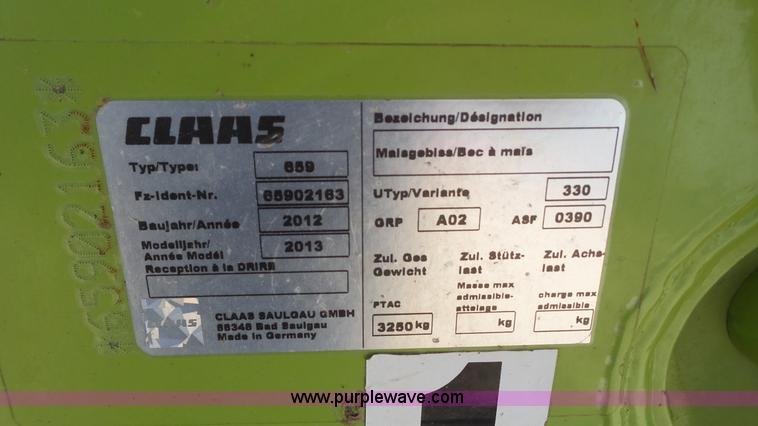 *65902163*
CLAAS
Typ/Type: 659
Fz-Ident-Nr. 65902163
Baujahr/Année 2012
Modelljahr/
Année Modél 2013
Reception à la DRIRE
CLAAS
CLAAS SAULGAU GMBH
88348 Bad Saulgau
Made in Germany
Bezeichung/Désignation
Maisgebiss/Bec à maïs
UTyp/Variante 330
GRP A02 ASF 0390
Zul. Ges Zul. Stütz- Zul. Achs-
Gewicht last last
Masse max
PTAC admissible- charge max
attelage admissible
3250 kg kg kg
1
www.purplewave.com